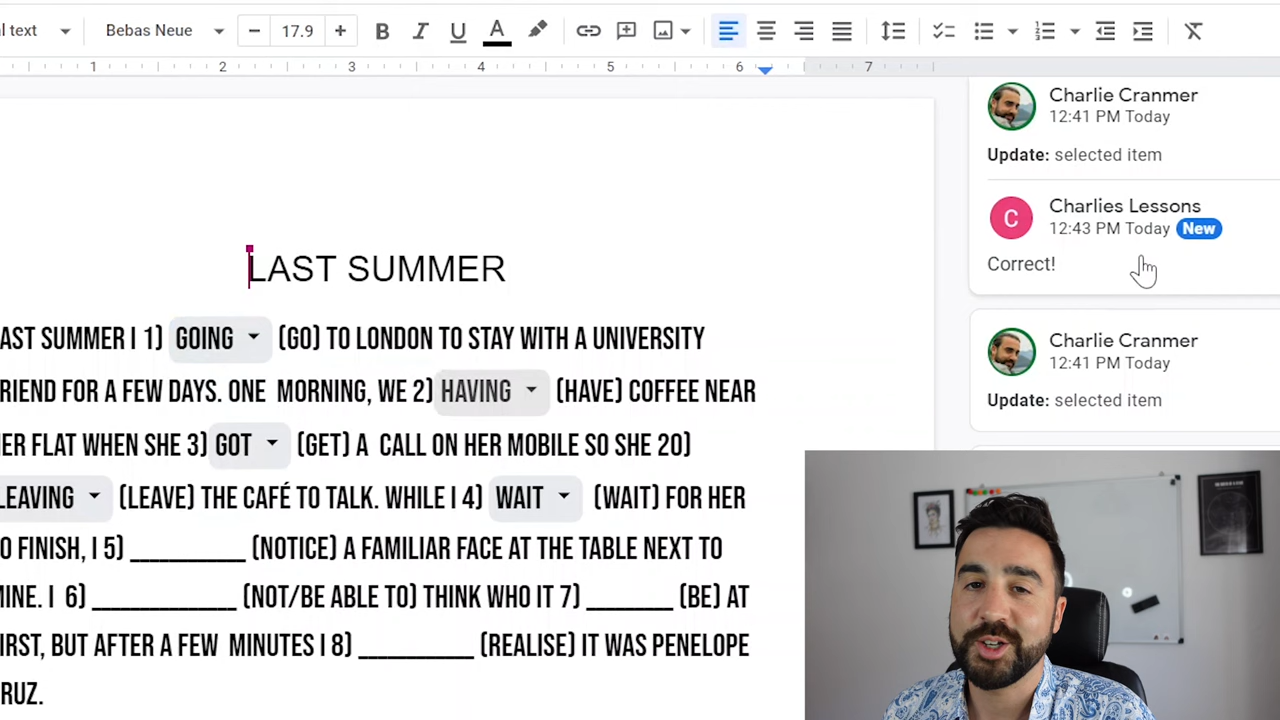 al text Bebas Neue 17.9 B I U A
1 2 3 4 5 6 7
Charlie Cranmer
12:41 PM Today
Update: selected item
Charlies Lessons
C
12:43 PM Today New
Correct!
Charlie Cranmer
12:41 PM Today
Update: selected item
LAST SUMMER
AST SUMMER I 1) GOING (GO) TO LONDON TO STAY WITH A UNIVERSITY
RIEND FOR A FEW DAYS. ONE MORNING, WE 2) HAVING (HAVE) COFFEE NEAR
ER FLAT WHEN SHE 3) GOT (GET) A CALL ON HER MOBILE SO SHE 20)
LEAVING (LEAVE) THE CAFÉ TO TALK. WHILE I 4) WAIT (WAIT) FOR HER
O FINISH, I 5) __________ (NOTICE) A FAMILIAR FACE AT THE TABLE NEXT TO
MINE. I 6) ____________ (NOT/BE ABLE TO) THINK WHO IT 7) _______ (BE) AT
IRST, BUT AFTER A FEW MINUTES I 8) __________ (REALISE) IT WAS PENELOPE
RUZ.